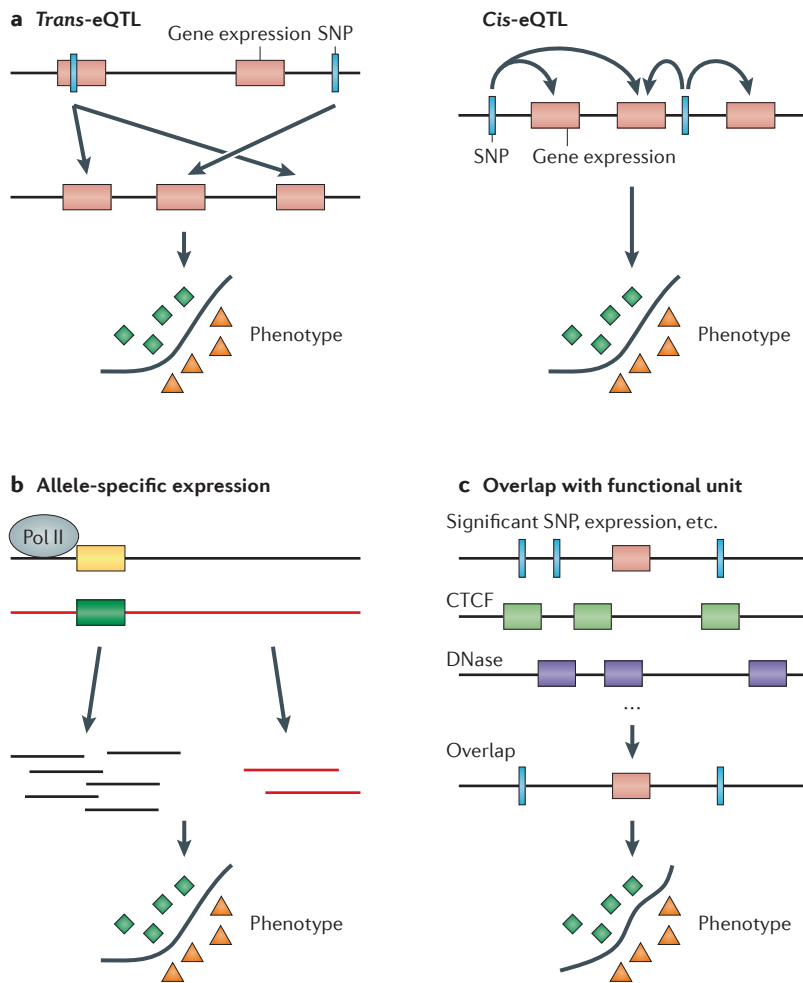 a Trans-eQTL
Gene expression SNP
Phenotype
Cis-eQTL
SNP
Gene expression
Phenotype
b Allele-specific expression
Pol II
Phenotype
c Overlap with functional unit
Significant SNP, expression, etc.
CTCF
DNase
...
Overlap
Phenotype